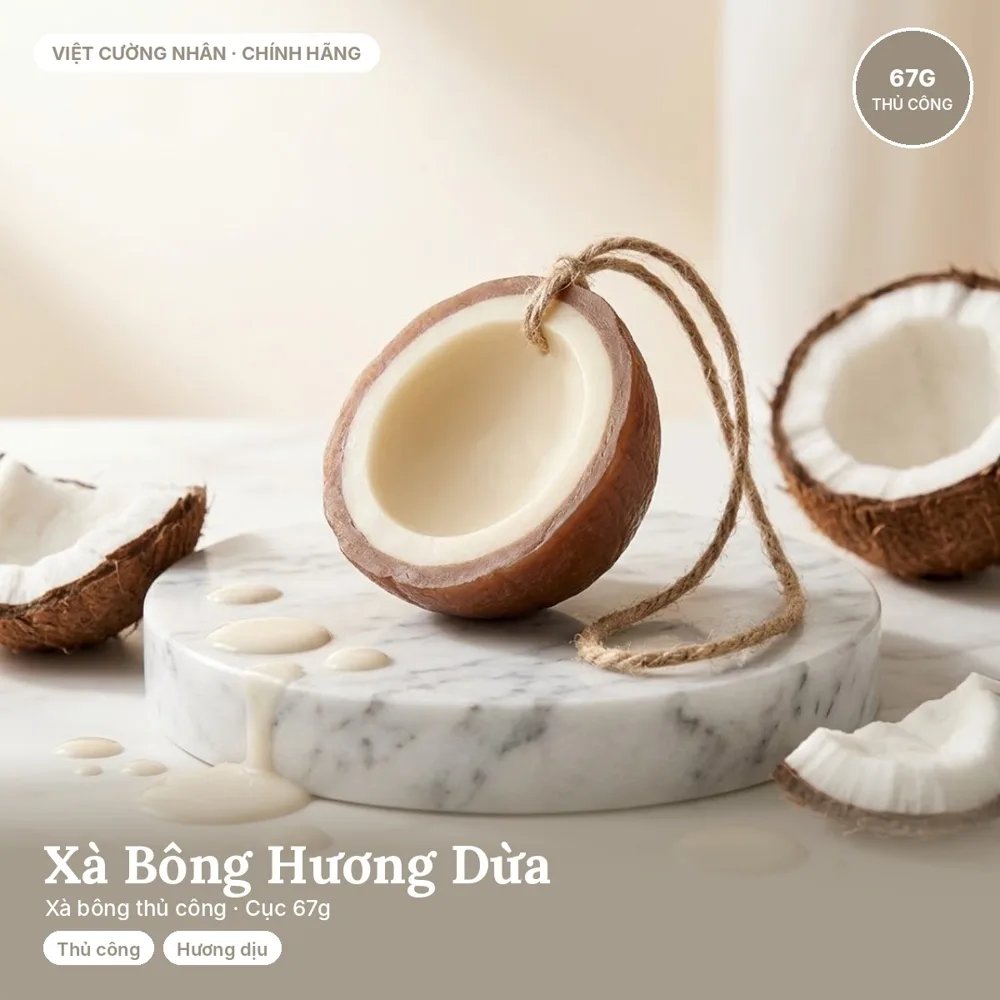 VIỆT CƯỜNG NHÂN · CHÍNH HÃNG
67G
THỦ CÔNG
Xà Bông Hương Dừa
Xà bông thủ công · Cục 67g
Thủ công
Hương dịu